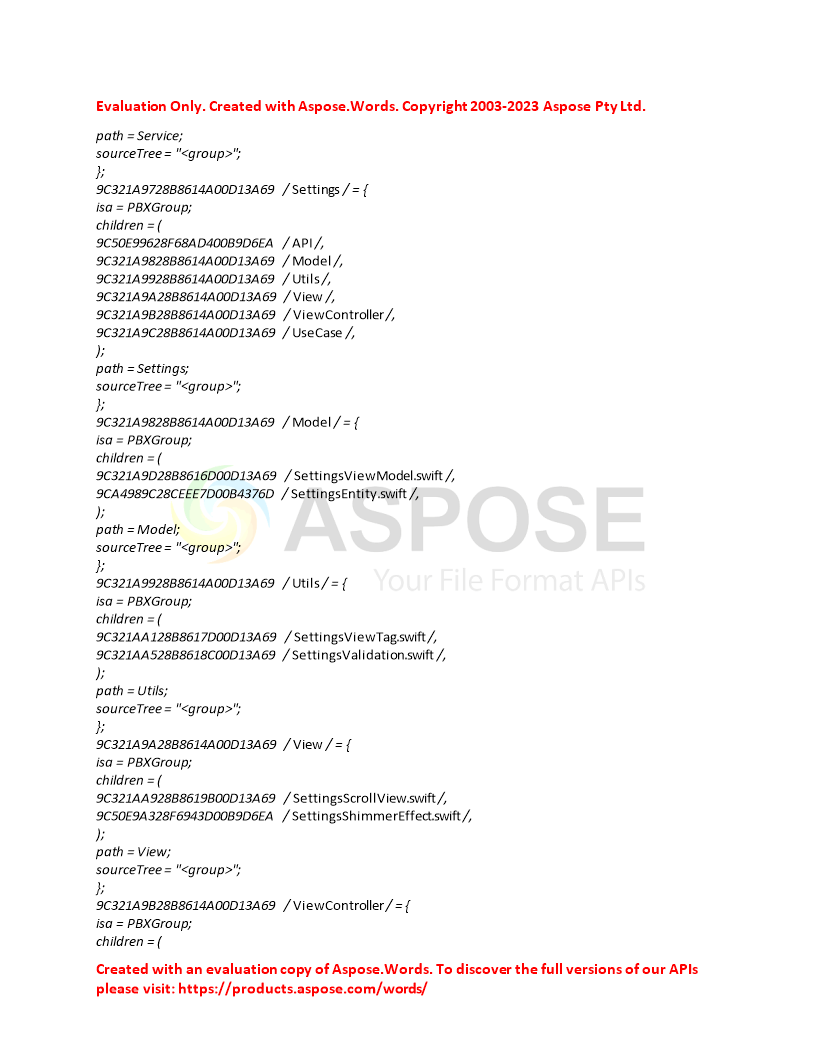 Evaluation Only. Created with Aspose.Words. Copyright 2003-2023 Aspose Pty Ltd.
path = Service;
sourceTree = "<group>";
};
9C321A9728B8614A00D13A69 / Settings / = {
isa = PBXGroup;
children = (
9C50E99628F68AD400B9D6EA / API /,
9C321A9828B8614A00D13A69 / Model /,
9C321A9928B8614A00D13A69 / Utils /,
9C321A9A28B8614A00D13A69 / View /,
9C321A9B28B8614A00D13A69 / ViewController /,
9C321A9C28B8614A00D13A69 / UseCase /,
);
path = Settings;
sourceTree = "<group>";
};
9C321A9828B8614A00D13A69 / Model / = {
isa = PBXGroup;
children = (
9C321A9D28B8616D00D13A69 / SettingsViewModel.swift /,
9CA4989C28CEEE7D00B4376D / SettingsEntity.swift /,
);
path = Model;
sourceTree = "<group>";
};
9C321A9928B8614A00D13A69 / Utils / = {
isa = PBXGroup;
children = (
9C321AA128B8617D00D13A69 / SettingsViewTag.swift /,
9C321AA528B8618C00D13A69 / SettingsValidation.swift /,
);
path = Utils;
sourceTree = "<group>";
};
9C321A9A28B8614A00D13A69 / View / = {
isa = PBXGroup;
children = (
9C321AA928B8619B00D13A69 / SettingsScrollView.swift /,
9C50E9A328F6943D00B9D6EA / SettingsShimmerEffect.swift /,
);
path = View;
sourceTree = "<group>";
};
9C321A9B28B8614A00D13A69 / ViewController / = {
isa = PBXGroup;
children = (
ASPOSE
Your File Format APIs
Created with an evaluation copy of Aspose.Words. To discover the full versions of our APIs
please visit: https://products.aspose.com/words/